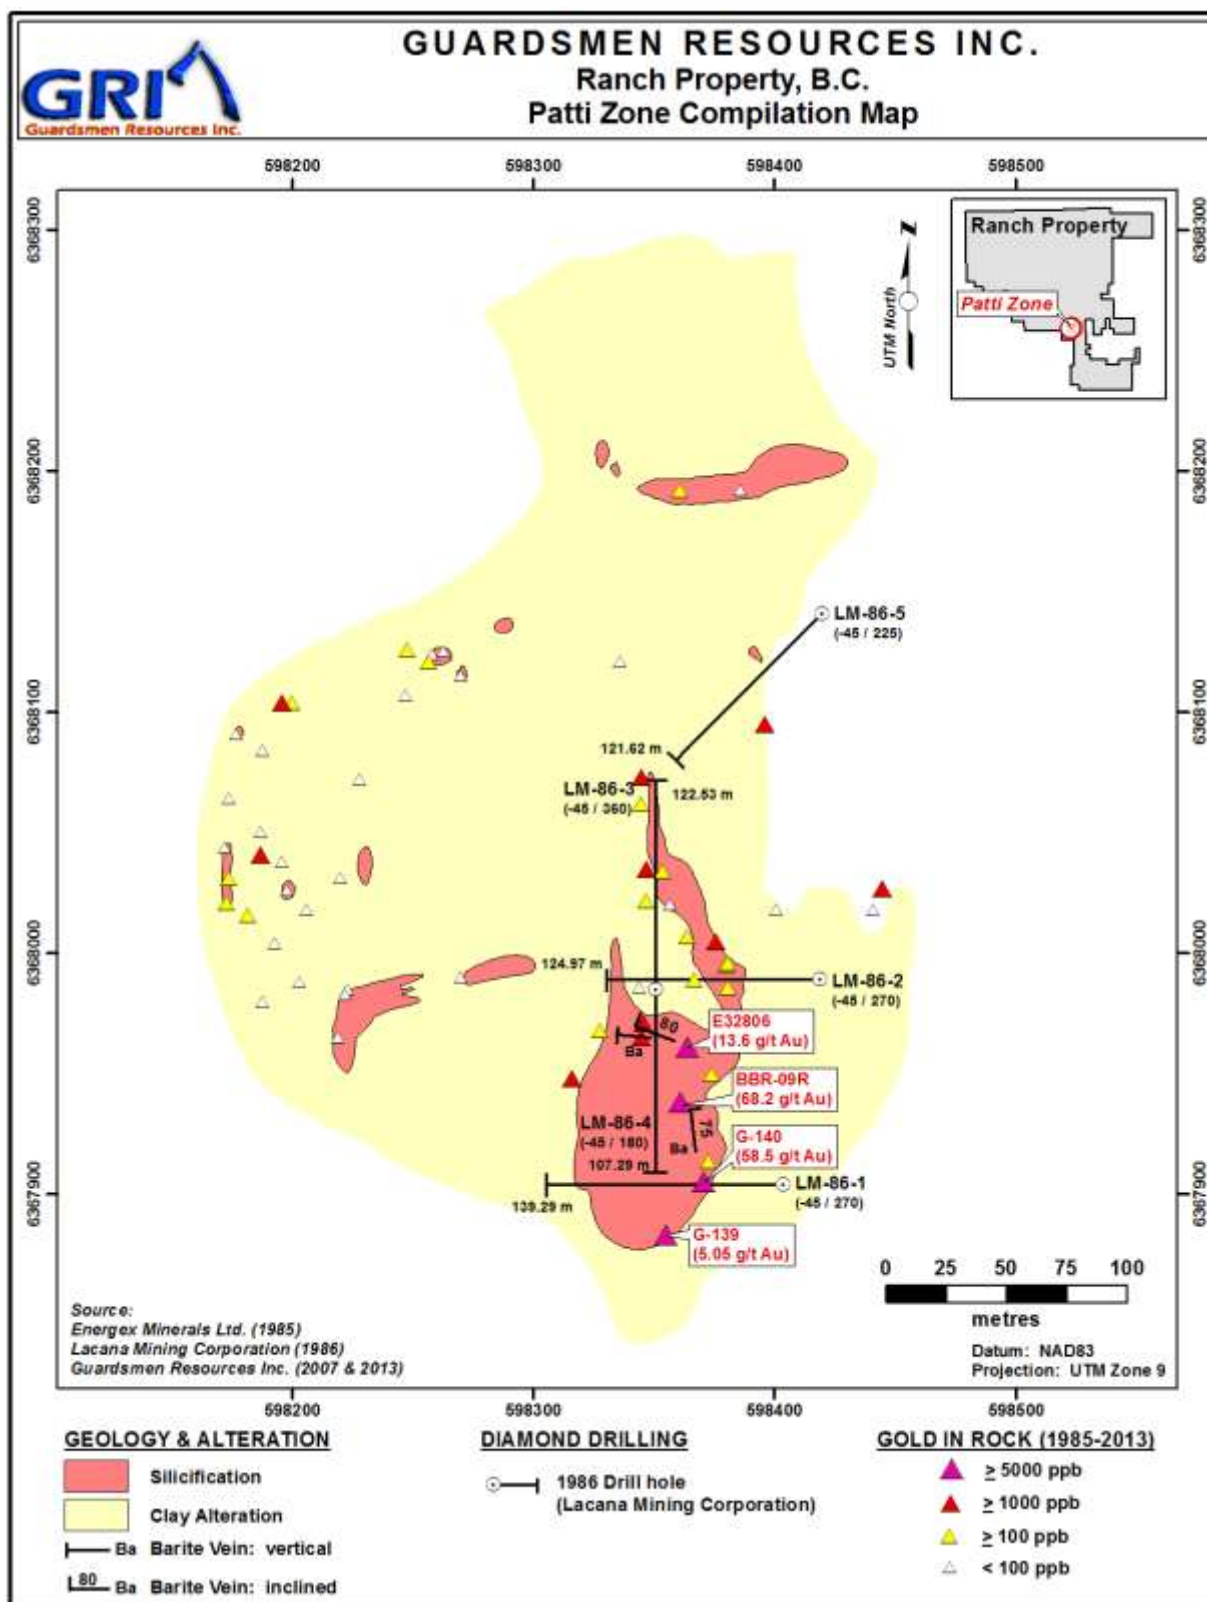 GRI
Guardsmen Resources Inc.
GUARDSMEN RESOURCES INC.
Ranch Property, B.C.
Patti Zone Compilation Map
598200 598300 598400 598500
6368300
6368200
6368100
6368000
6367900
6368300
6368200
6368100
6368000
6367900
UTM North
N
Ranch Property
Patti Zone
LM-86-5
(-45 / 225)
121.62 m
LM-86-3
(-45 / 360)
122.53 m
124.97 m
LM-86-2
(-45 / 270)
E32806
(13.6 g/t Au)
80
Ba
BBR-09R
(68.2 g/t Au)
LM-86-4
(-45 / 180)
107.29 m
75
Ba
G-140
(58.5 g/t Au)
LM-86-1
(-45 / 270)
139.29 m
G-139
(5.05 g/t Au)
0 25 50 75 100
metres
Datum: NAD83
Projection: UTM Zone 9
Source:
Energex Minerals Ltd. (1985)
Lacana Mining Corporation (1986)
Guardsmen Resources Inc. (2007 & 2013)
598200 598300 598400 598500
GEOLOGY & ALTERATION
Silicification
Clay Alteration
Ba Barite Vein: vertical
80 Ba Barite Vein: inclined
DIAMOND DRILLING
1986 Drill hole
(Lacana Mining Corporation)
GOLD IN ROCK (1985-2013)
≥ 5000 ppb
≥ 1000 ppb
≥ 100 ppb
< 100 ppb